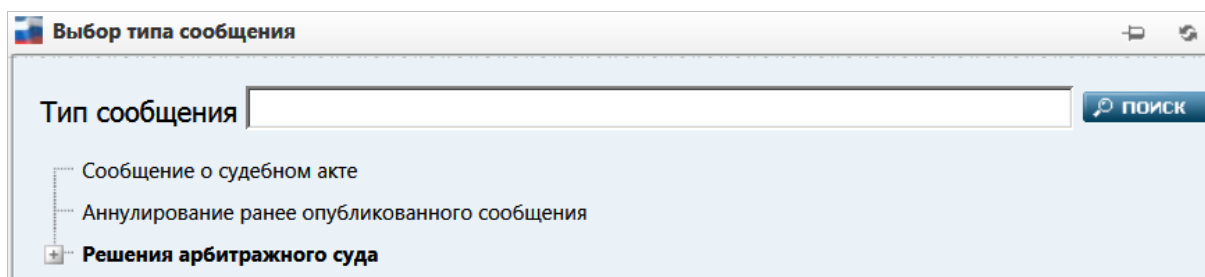 Выбор типа сообщения
Тип сообщения ПОИСК
Сообщение о судебном акте
Аннулирование ранее опубликованного сообщения
Решения арбитражного суда